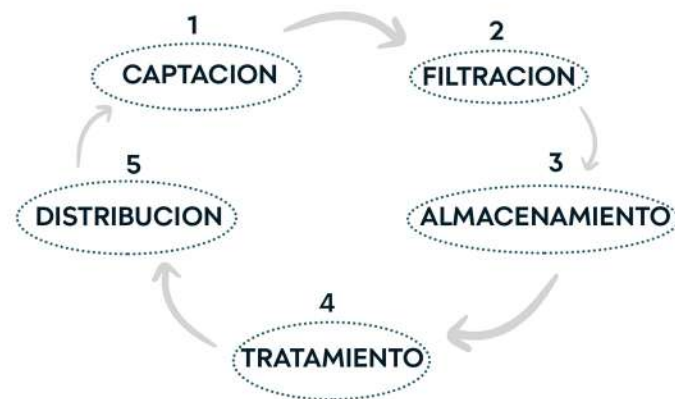 1
CAPTACION
2
FILTRACION
3
ALMACENAMIENTO
4
TRATAMIENTO
5
DISTRIBUCION